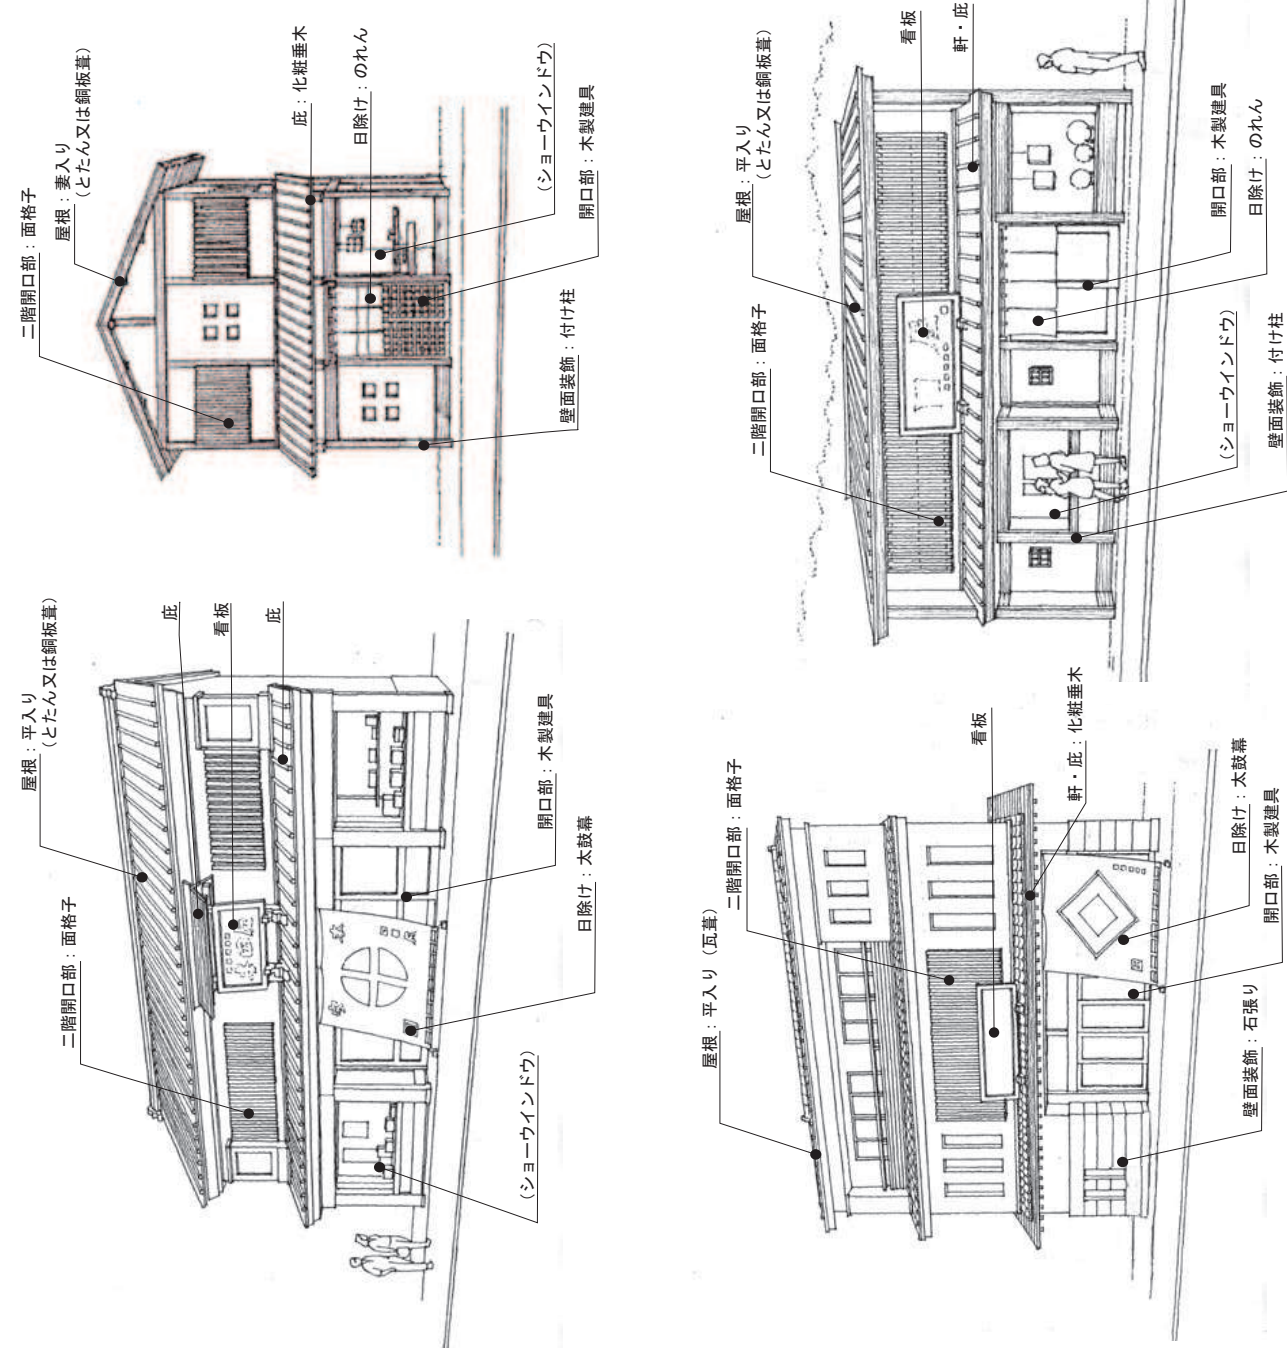 屋根：平入り
（とたん又は銅板葺）
二階開口部：面格子
庇
看板
庇
（ショーウインドウ）
開口部：木製建具
日除け：太鼓幕
二階開口部：面格子
屋根：妻入り
（とたん又は銅板葺）
庇：化粧垂木
日除け：のれん
（ショーウインドウ）
開口部：木製建具
壁面装飾：付け柱
屋根：平入り（瓦葺）
二階開口部：面格子
看板
軒・庇：化粧垂木
日除け：太鼓幕
開口部：木製建具
壁面装飾：石張り
屋根：平入り
（とたん又は銅板葺）
二階開口部：面格子
看板
軒・庇
開口部：木製建具
日除け：のれん
（ショーウインドウ）
壁面装飾：付け柱